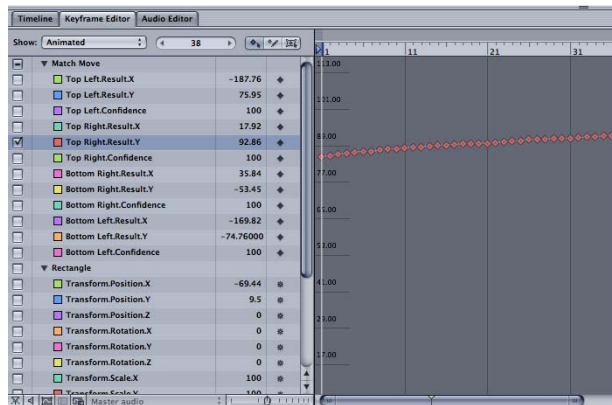 Timeline Keyframe Editor Audio Editor
Show: Animated 38
1 11 21 31
Match Move
Top Left.Result.X -187.76
Top Left.Result.Y 75.95
Top Left.Confidence 100
Top Right.Result.X 17.92
Top Right.Result.Y 92.86
Top Right.Confidence 100
Bottom Right.Result.X 35.84
Bottom Right.Result.Y -53.45
Bottom Right.Confidence 100
Bottom Left.Result.X -169.82
Bottom Left.Result.Y -74.76000
Bottom Left.Confidence 100
Rectangle
Transform.Position.X -69.44
Transform.Position.Y 9.5
Transform.Position.Z 0
Transform.Rotation.X 0
Transform.Rotation.Y 0
Transform.Rotation.Z 0
Transform.Scale.X 100
Transform.Scale.Y 100
Master audio
113.00
101.00
89.00
77.00
65.00
53.00
41.00
29.00
17.00